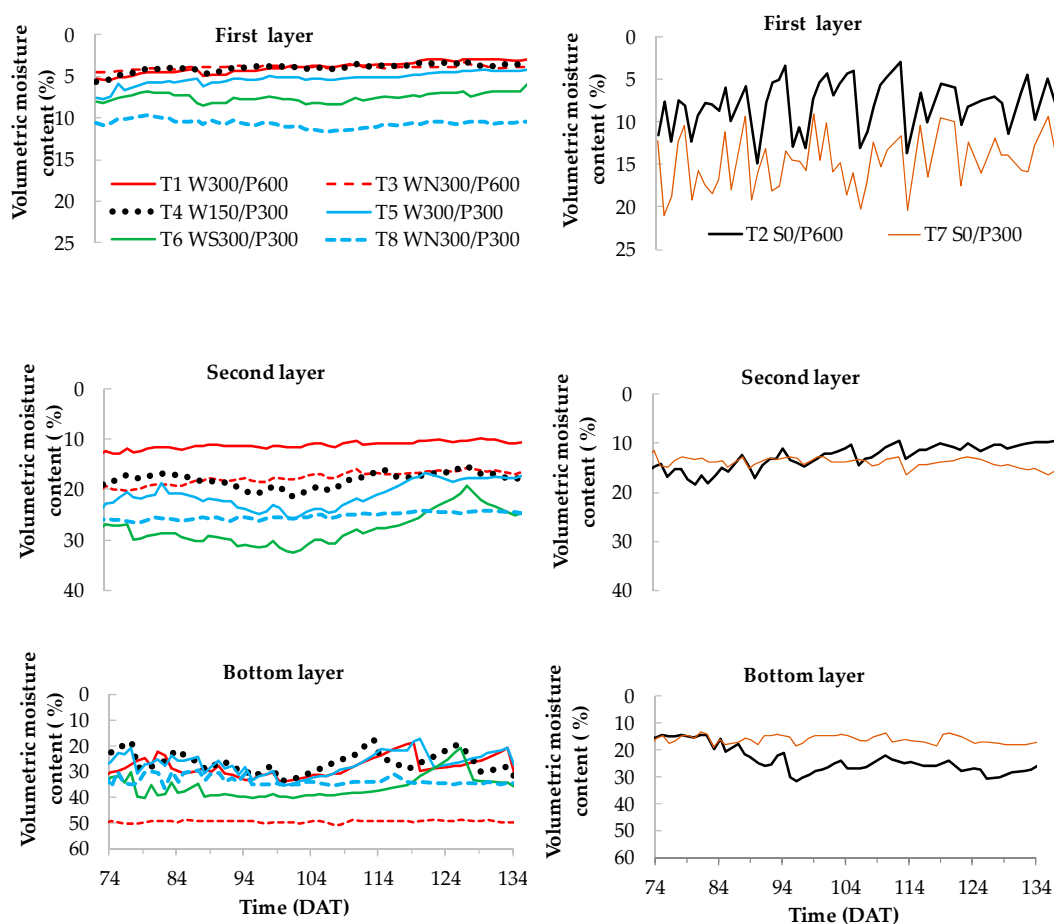 First layer
Volumetric moisture
content (%)
0
5
10
15
20
25
T1 W300/P600
T3 WN300/P600
T4 W150/P300
T5 W300/P300
T6 WS300/P300
T8 WN300/P300
First layer
Volumetric moisture
content ( %)
0
5
10
15
20
25
T2 S0/P600
T7 S0/P300
Second layer
Volumetric moisture
content ( %)
0
10
20
30
40
Second layer
Volumetric moisture
content ( %)
0
10
20
30
40
Bottom layer
Volumetric moisture
content ( %)
0
10
20
30
40
50
60
74
84
94
104
114
124
134
Time (DAT)
Bottom layer
Volumetric moisture
content ( %)
0
10
20
30
40
50
60
74
84
94
104
114
124
134
Time (DAT)